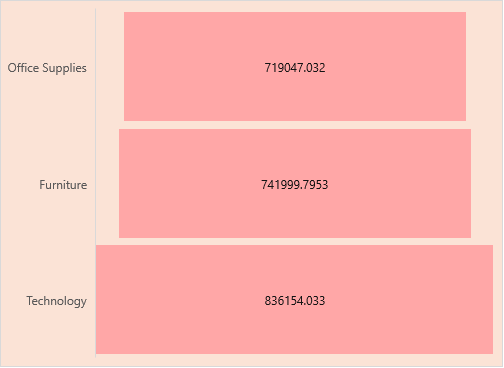 Office Supplies 719047.032
Furniture 741999.7953
Technology 836154.033